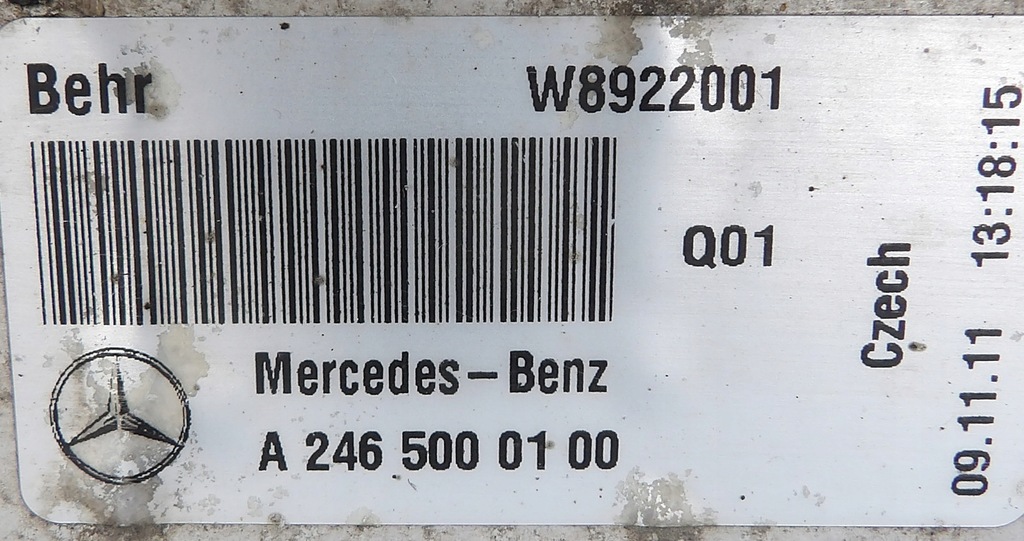 Behr
W8922001
Q01
Mercedes-Benz
A 246 500 01 00
Czech
09.11.11 13:18:15